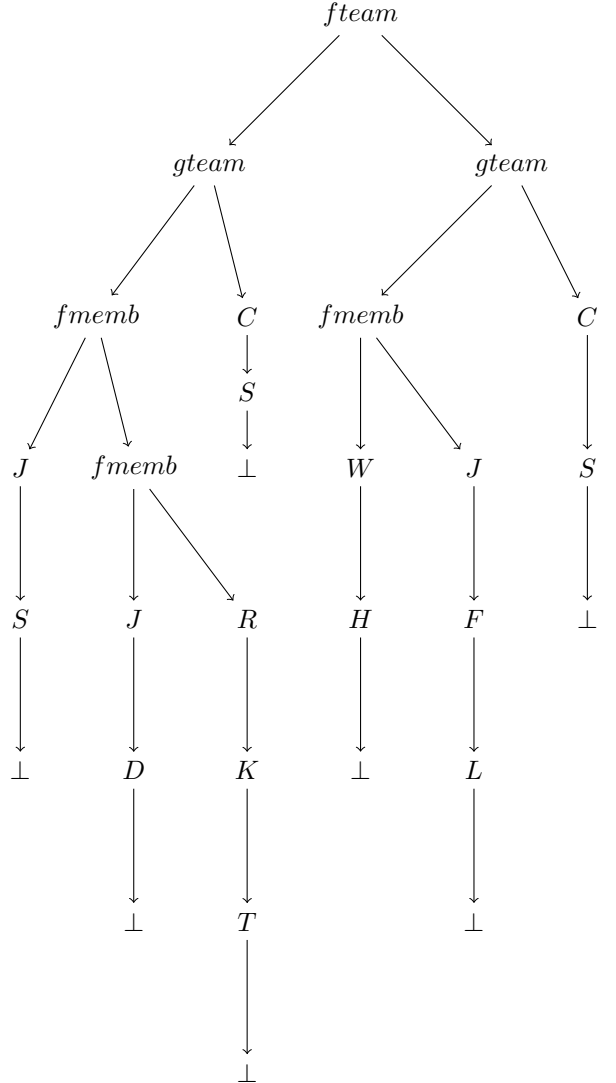 fteam
gteam gteam
fmemb C fmemb C
S
J fmemb ⊥ W J S
S J R H F ⊥
⊥ D K ⊥ L
⊥ T ⊥
⊥